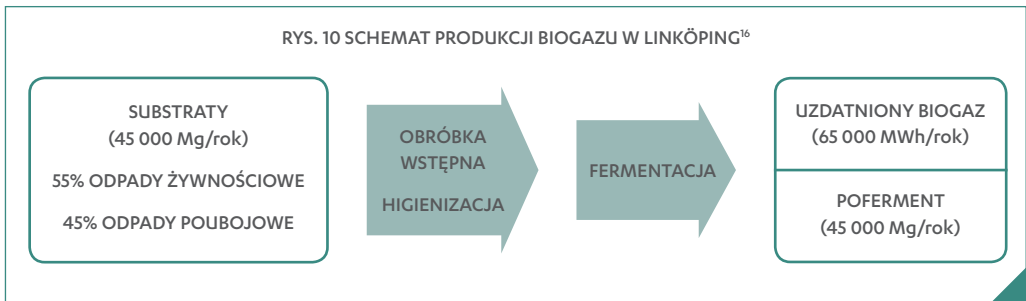 RYS. 10 SCHEMAT PRODUKCJI BIOGAZU W LINKÖPING¹⁶
SUBSTRATY
(45 000 Mg/rok)
55% ODPADY ŻYWNOŚCIOWE
45% ODPADY POUBOJOWE
OBRÓBKA
WSTĘPNA
HIGIENIZACJA
FERMENTACJA
UZDATNIONY BIOGAZ
(65 000 MWh/rok)
POFERMENT
(45 000 Mg/rok)